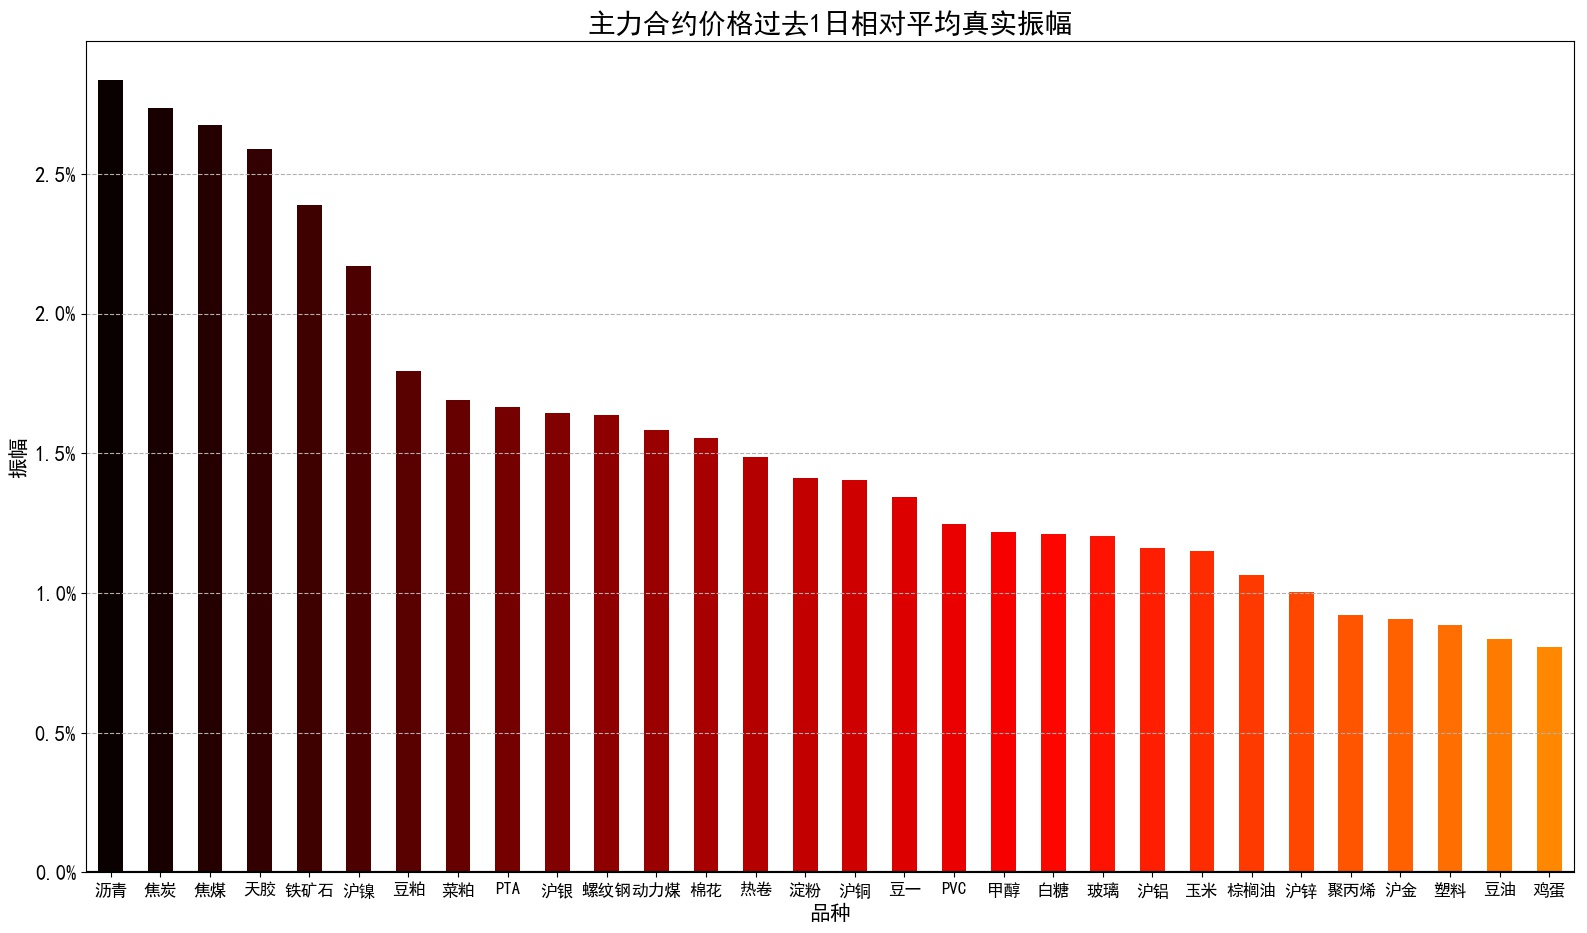 主力合约价格过去1日相对平均真实振幅
振幅
2.5%
2.0%
1.5%
1.0%
0.5%
0.0%
沥青 焦炭 焦煤 天胶 铁矿石 沪镍 豆粕 菜粕 PTA 沪银 螺纹钢 动力煤 棉花 热卷 淀粉 沪铜 豆一 PVC 甲醇 白糖 玻璃 沪铝 玉米 棕榈油 沪锌 聚丙烯 沪金 塑料 豆油 鸡蛋
品种